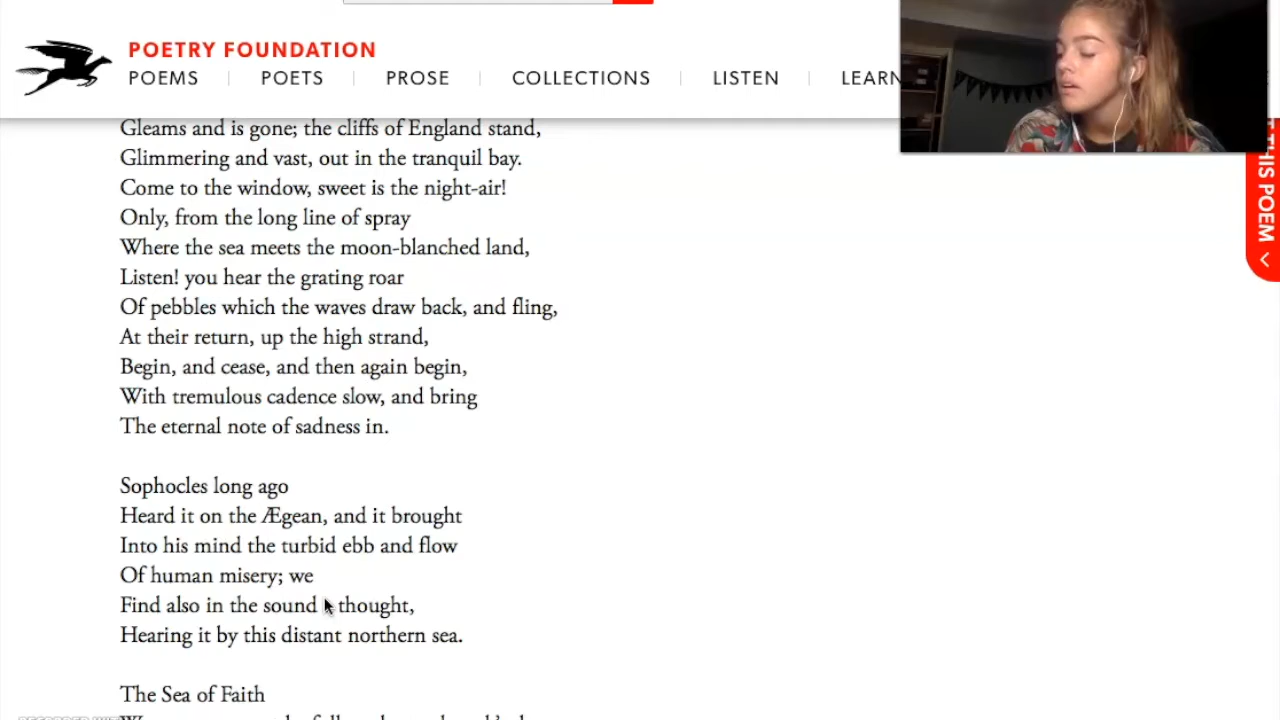 POETRY FOUNDATION
POEMS POETS PROSE COLLECTIONS LISTEN LEARN
THIS POEM
Gleams and is gone; the cliffs of England stand,
Glimmering and vast, out in the tranquil bay.
Come to the window, sweet is the night-air!
Only, from the long line of spray
Where the sea meets the moon-blanched land,
Listen! you hear the grating roar
Of pebbles which the waves draw back, and fling,
At their return, up the high strand,
Begin, and cease, and then again begin,
With tremulous cadence slow, and bring
The eternal note of sadness in.
Sophocles long ago
Heard it on the Ægean, and it brought
Into his mind the turbid ebb and flow
Of human misery; we
Find also in the sound thought,
Hearing it by this distant northern sea.
The Sea of Faith